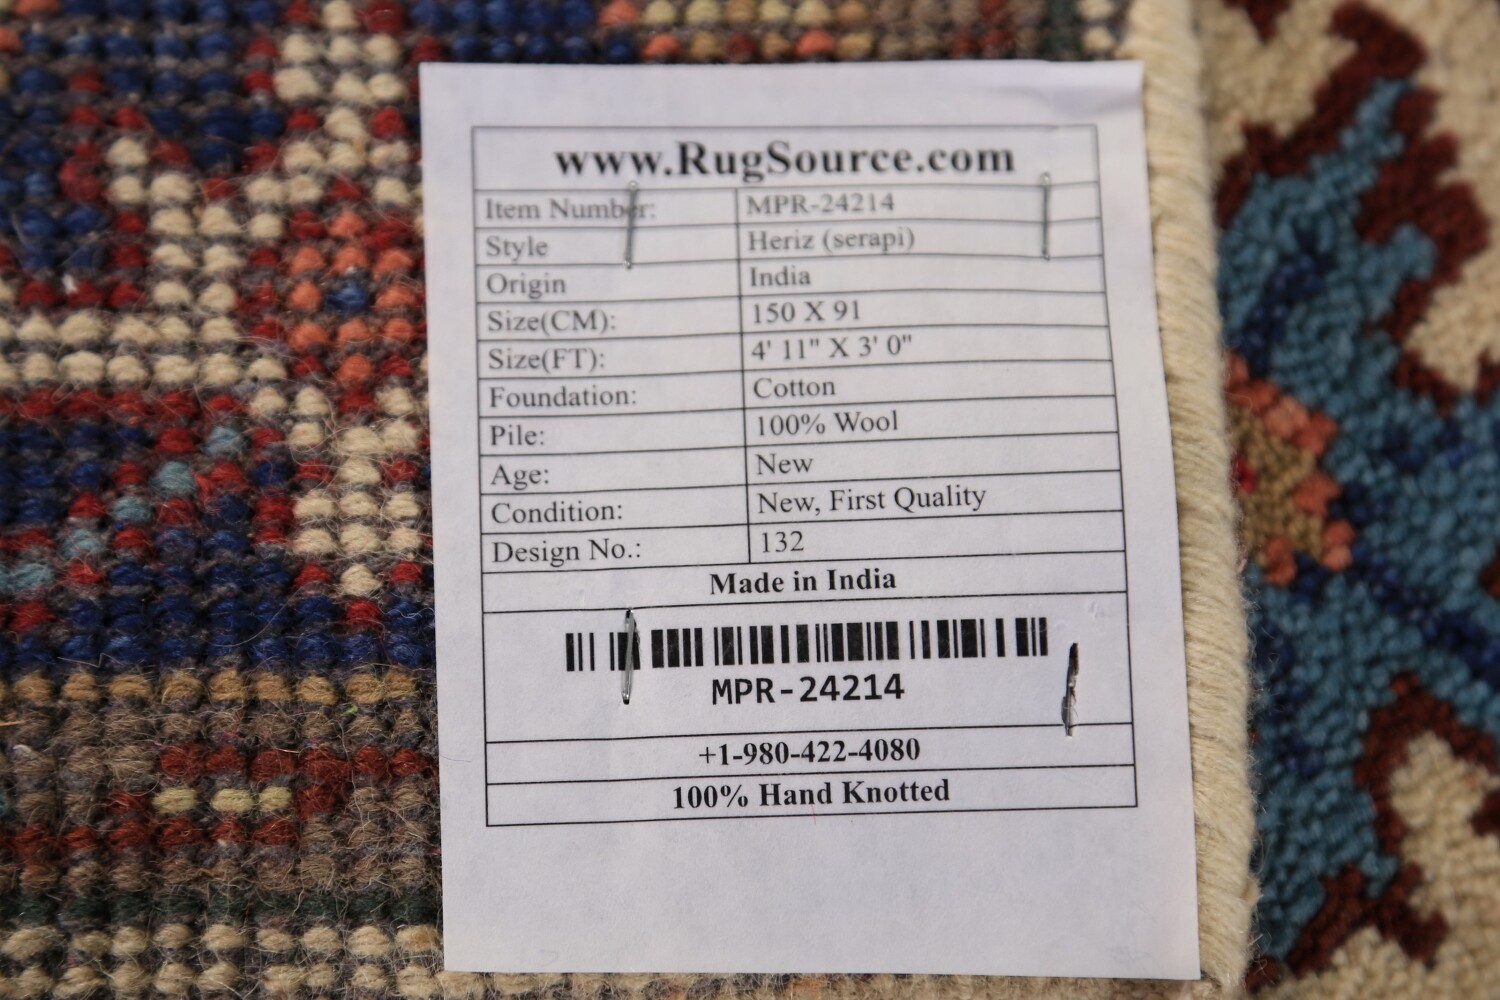 www.RugSource.com
Item Number: MPR-24214
Style Heriz (serapi)
Origin India
Size(CM): 150 X 91
Size(FT): 4' 11" X 3' 0"
Foundation: Cotton
Pile: 100% Wool
Age: New
Condition: New, First Quality
Design No.: 132
Made in India
MPR-24214
+1-980-422-4080
100% Hand Knotted